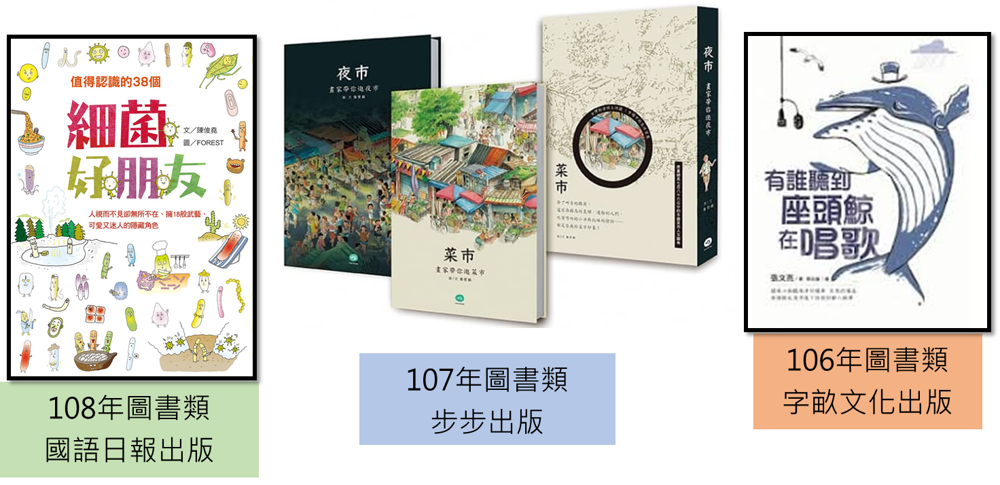 值得認識的38個
細菌
好朋友
文／陳俊堯
圖／FOREST
人視而不見卻無所不在、擁18般武藝、
可愛又迷人的隱藏角色
108年圖書類
國語日報出版
夜市
畫家帶你逛夜市
菜市
畫家帶你逛菜市
夜市
畫家帶你逛夜市
菜市
107年圖書類
步步出版
有誰聽到
座頭鯨
在唱歌
張文亮
106年圖書類
字畝文化出版